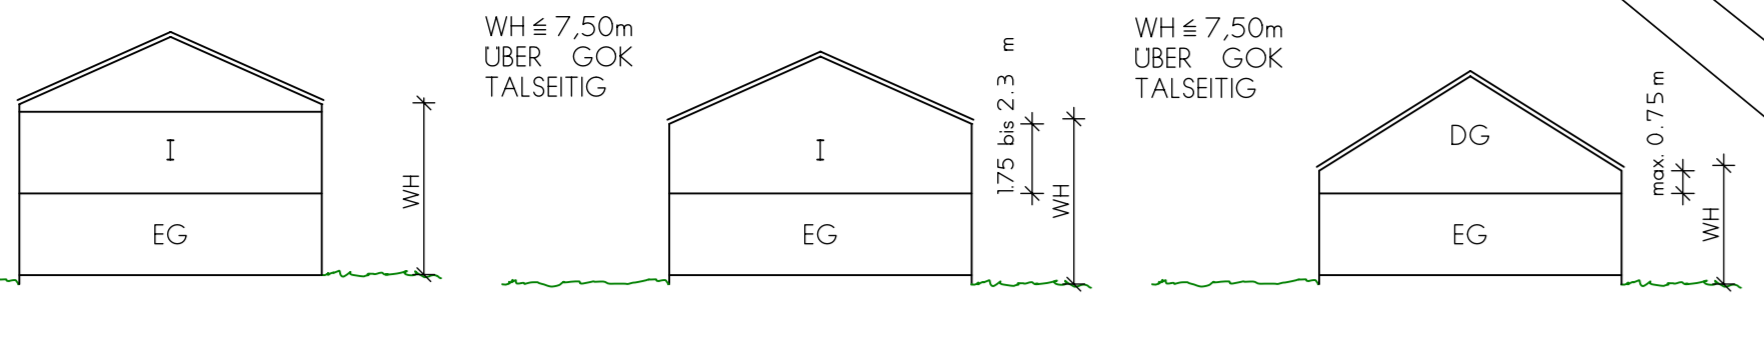 I
EG
WH
WH ≦ 7,50m
ÜBER GOK
TALSEITIG
I
EG
1.75 bis 2.3 m
WH
WH ≦ 7,50m
ÜBER GOK
TALSEITIG
DG
EG
max. 0.75 m
WH